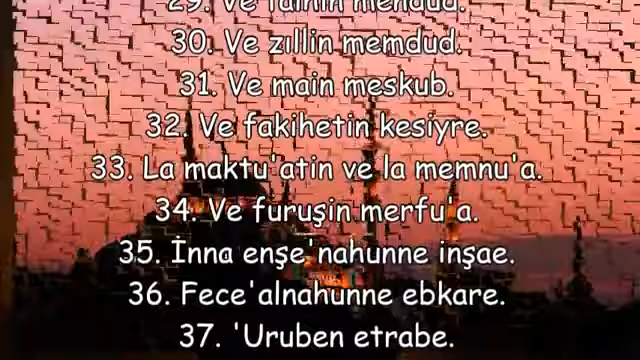 29. Ve talhın mendud.
30. Ve zıllin memdud.
31. Ve main meskub.
32. Ve fakihetin kesiyre.
33. La maktu'atin ve la memnu'a.
34. Ve furuşin merfu'a.
35. İnna enşe'nahunne inşae.
36. Fece'alnahunne ebkare.
37. 'Uruben etrabe.